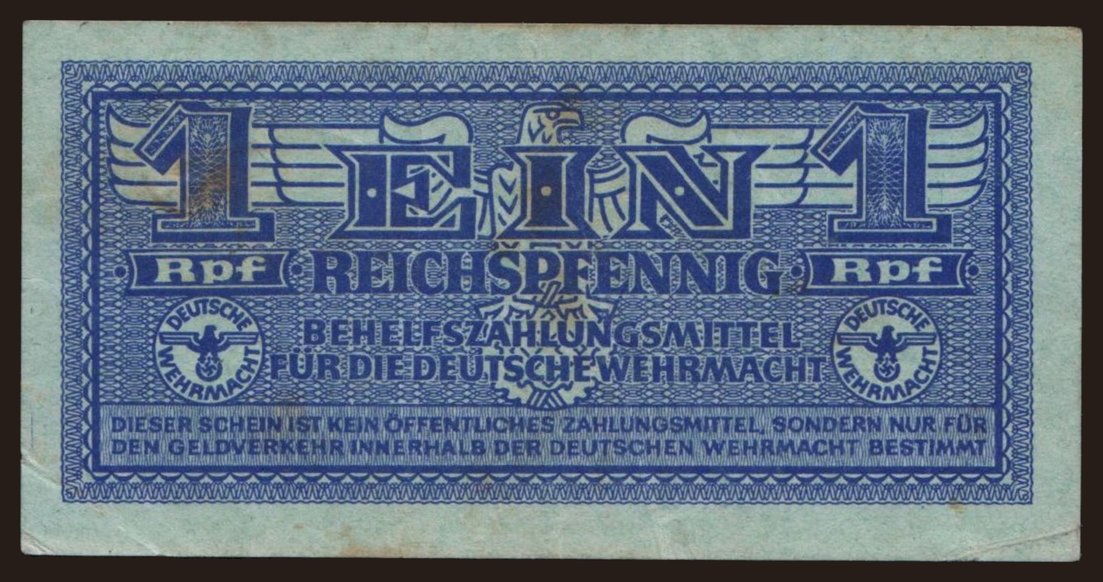 1 EIN 1
Rpf REICHSPFENNIG Rpf
BEHELFSZAHLUNGSMITTEL
FÜR DIE DEUTSCHE WEHRMACHT
DEUTSCHE WEHRMACHT
DEUTSCHE WEHRMACHT
DIESER SCHEIN IST KEIN ÖFFENTLICHES ZAHLUNGSMITTEL, SONDERN NUR FÜR
DEN GELDVERKEHR INNERHALB DER DEUTSCHEN WEHRMACHT BESTIMMT